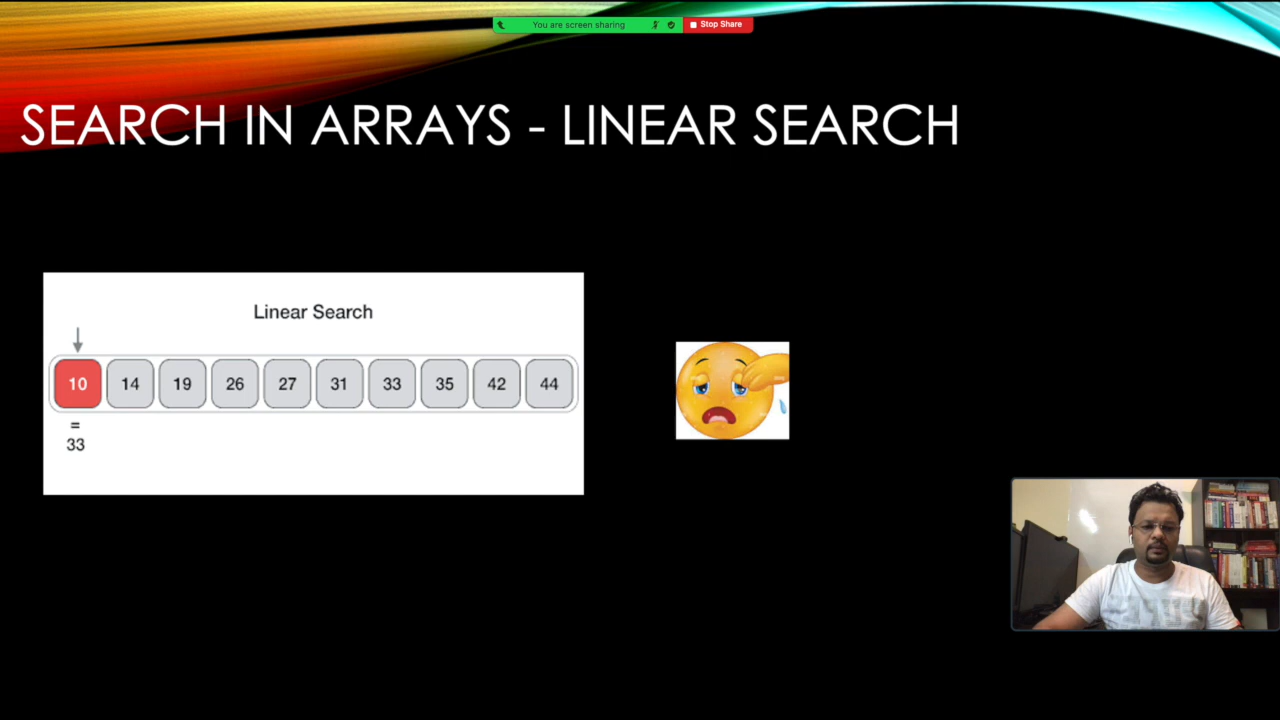 You are screen sharing
Stop Share
SEARCH IN ARRAYS - LINEAR SEARCH
Linear Search
10 14 19 26 27 31 33 35 42 44
=
33